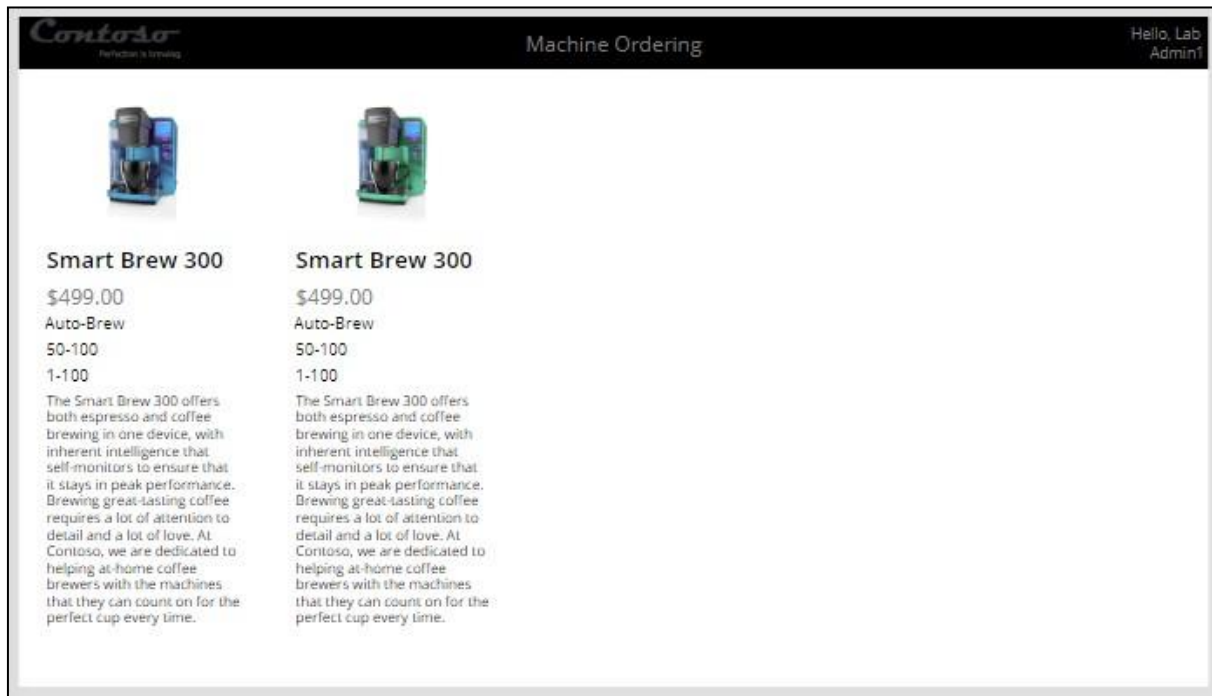 Contoso
Perfection is brewing
Machine Ordering
Hello, Lab
Admin1
Smart Brew 300
$499.00
Auto-Brew
50-100
1-100
The Smart Brew 300 offers
both espresso and coffee
brewing in one device, with
inherent intelligence that
self-monitors to ensure that
it stays in peak performance.
Brewing great-tasting coffee
requires a lot of attention to
detail and a lot of love. At
Contoso, we are dedicated to
helping at-home coffee
brewers with the machines
that they can count on for the
perfect cup every time.
Smart Brew 300
$499.00
Auto-Brew
50-100
1-100
The Smart Brew 300 offers
both espresso and coffee
brewing in one device, with
inherent intelligence that
self-monitors to ensure that
it stays in peak performance.
Brewing great-tasting coffee
requires a lot of attention to
detail and a lot of love. At
Contoso, we are dedicated to
helping at-home coffee
brewers with the machines
that they can count on for the
perfect cup every time.